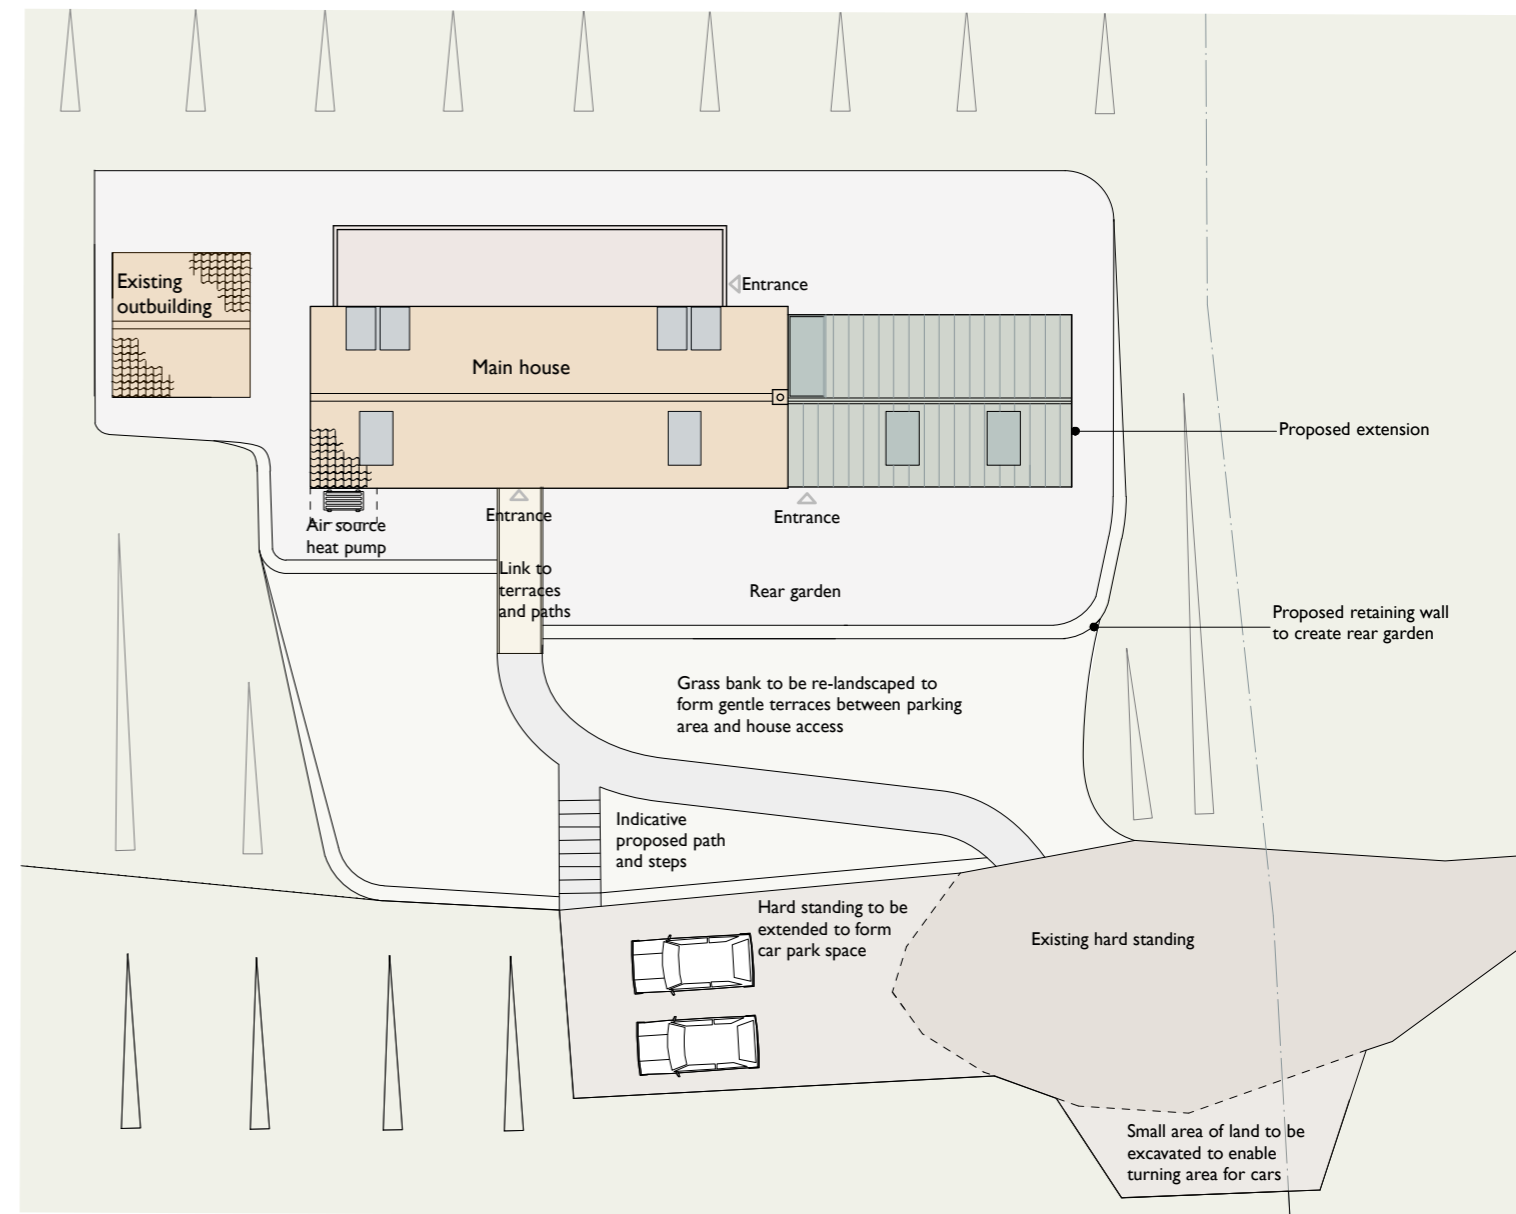 Existing
outbuilding
Entrance
Main house
Proposed extension
Entrance
Entrance
Air source
heat pump
Link to
terraces
and paths
Rear garden
Proposed retaining wall
to create rear garden
Grass bank to be re-landscaped to
form gentle terraces between parking
area and house access
Indicative
proposed path
and steps
Hard standing to be
extended to form
car park space
Existing hard standing
Small area of land to be
excavated to enable
turning area for cars